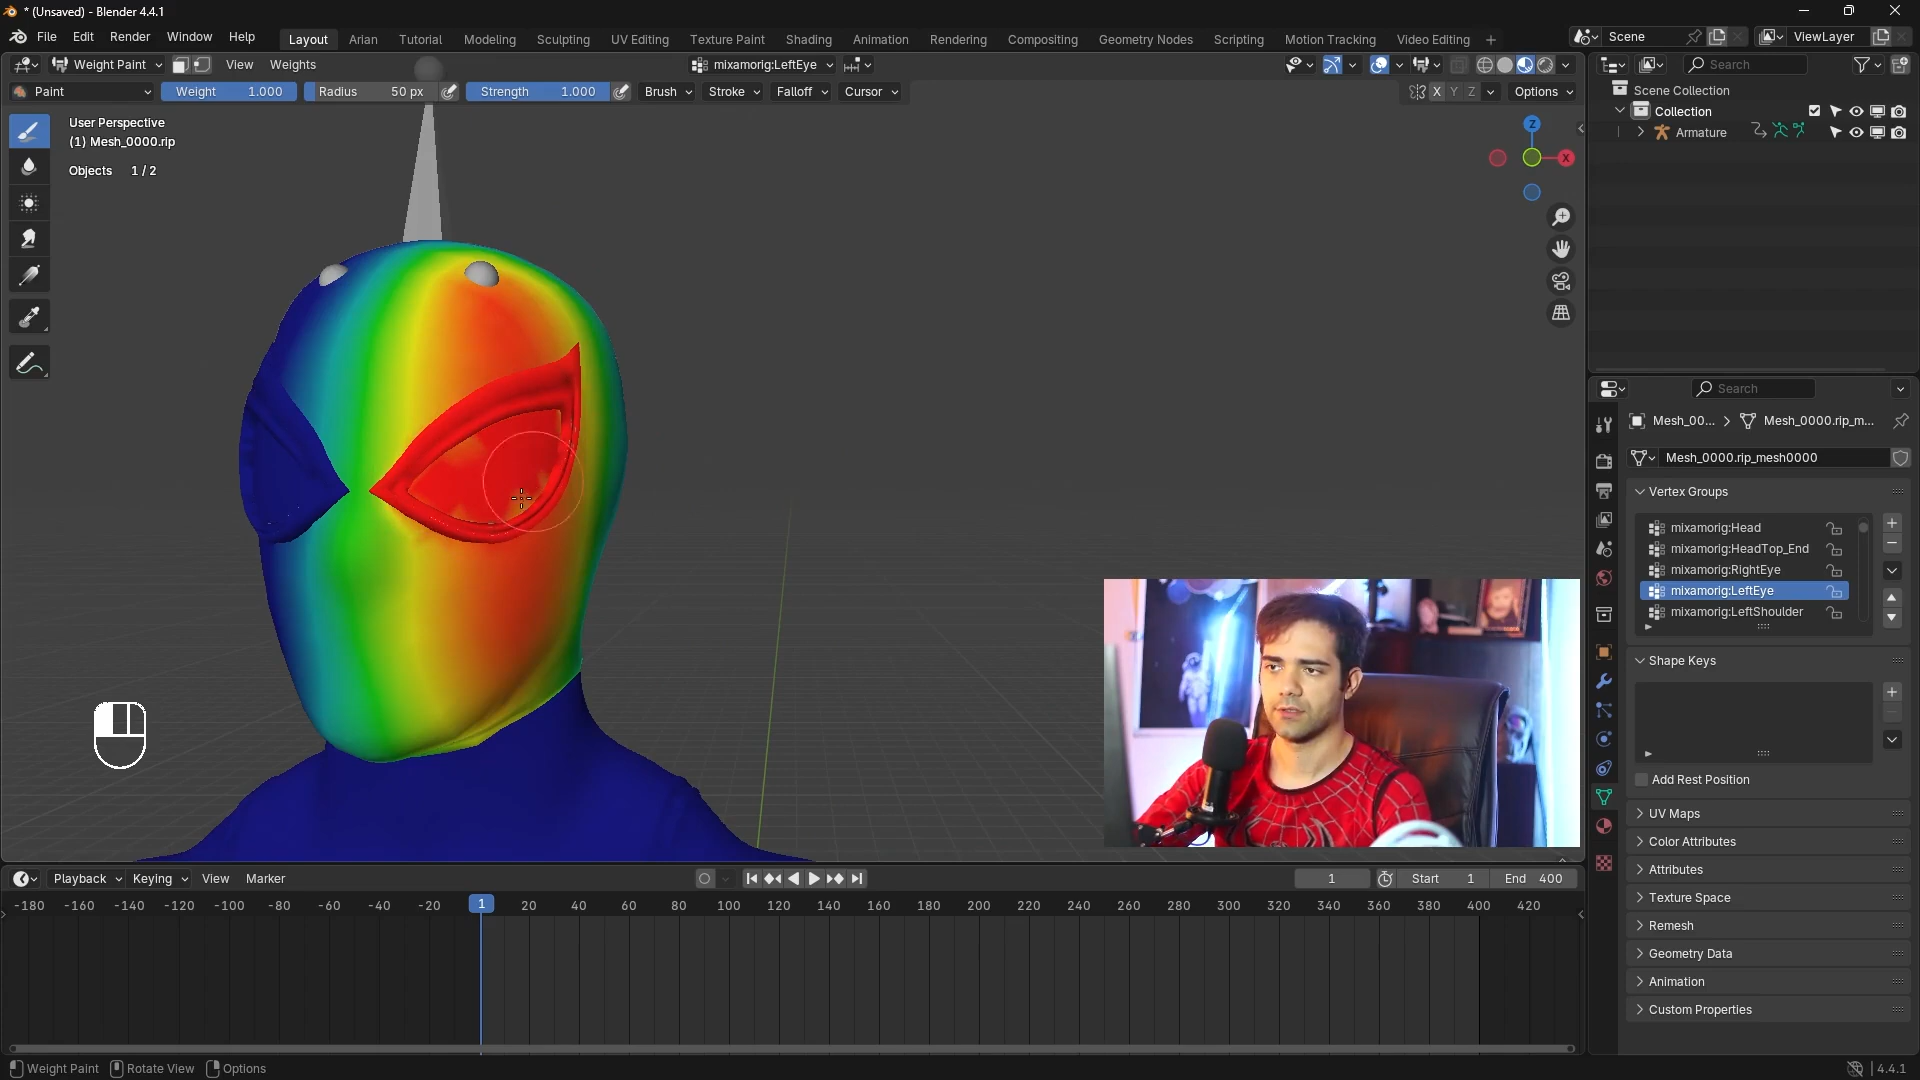 * (Unsaved) - Blender 4.4.1
File Edit Render Window Help Layout Arian Tutorial Modeling Sculpting UV Editing Texture Paint Shading Animation Rendering Compositing Geometry Nodes Scripting Motion Tracking Video Editing + Scene ViewLayer
Weight Paint View Weights mixamorig:LeftEye Search
Paint Weight 1.000 Radius 50 px Strength 1.000 Brush Stroke Falloff Cursor X Y Z Options
Scene Collection
Collection
Armature
User Perspective
(1) Mesh_0000.rip
Objects 1 / 2
Z
X
Search
Mesh_00... > Mesh_0000.rip_m...
Mesh_0000.rip_mesh0000
Vertex Groups
mixamorig:Head
mixamorig:HeadTop_End
mixamorig:RightEye
mixamorig:LeftEye
mixamorig:LeftShoulder
Shape Keys
Add Rest Position
UV Maps
Color Attributes
Attributes
Texture Space
Remesh
Geometry Data
Animation
Custom Properties
Playback Keying View Marker 1 Start 1 End 400
-180 -160 -140 -120 -100 -80 -60 -40 -20 1 20 40 60 80 100 120 140 160 180 200 220 240 260 280 300 320 340 360 380 400 420
Weight Paint Rotate View Options 4.4.1